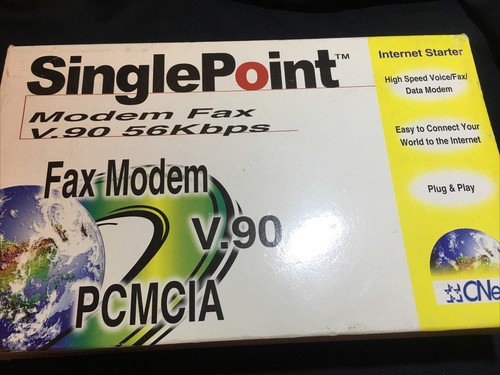 SinglePoint™
Modem Fax
V.90 56Kbps
Fax Modem
V.90
PCMCIA
Internet Starter
High Speed Voice/Fax/
Data Modem
Easy to Connect Your
World to the Internet
Plug & Play
CNe